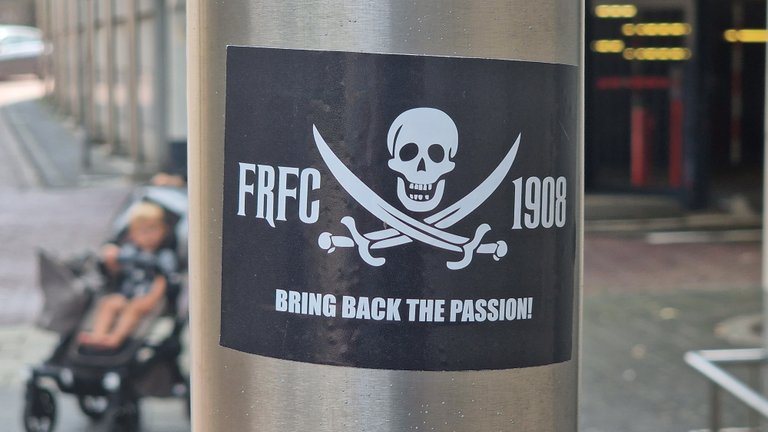 FRFC 1908
BRING BACK THE PASSION!